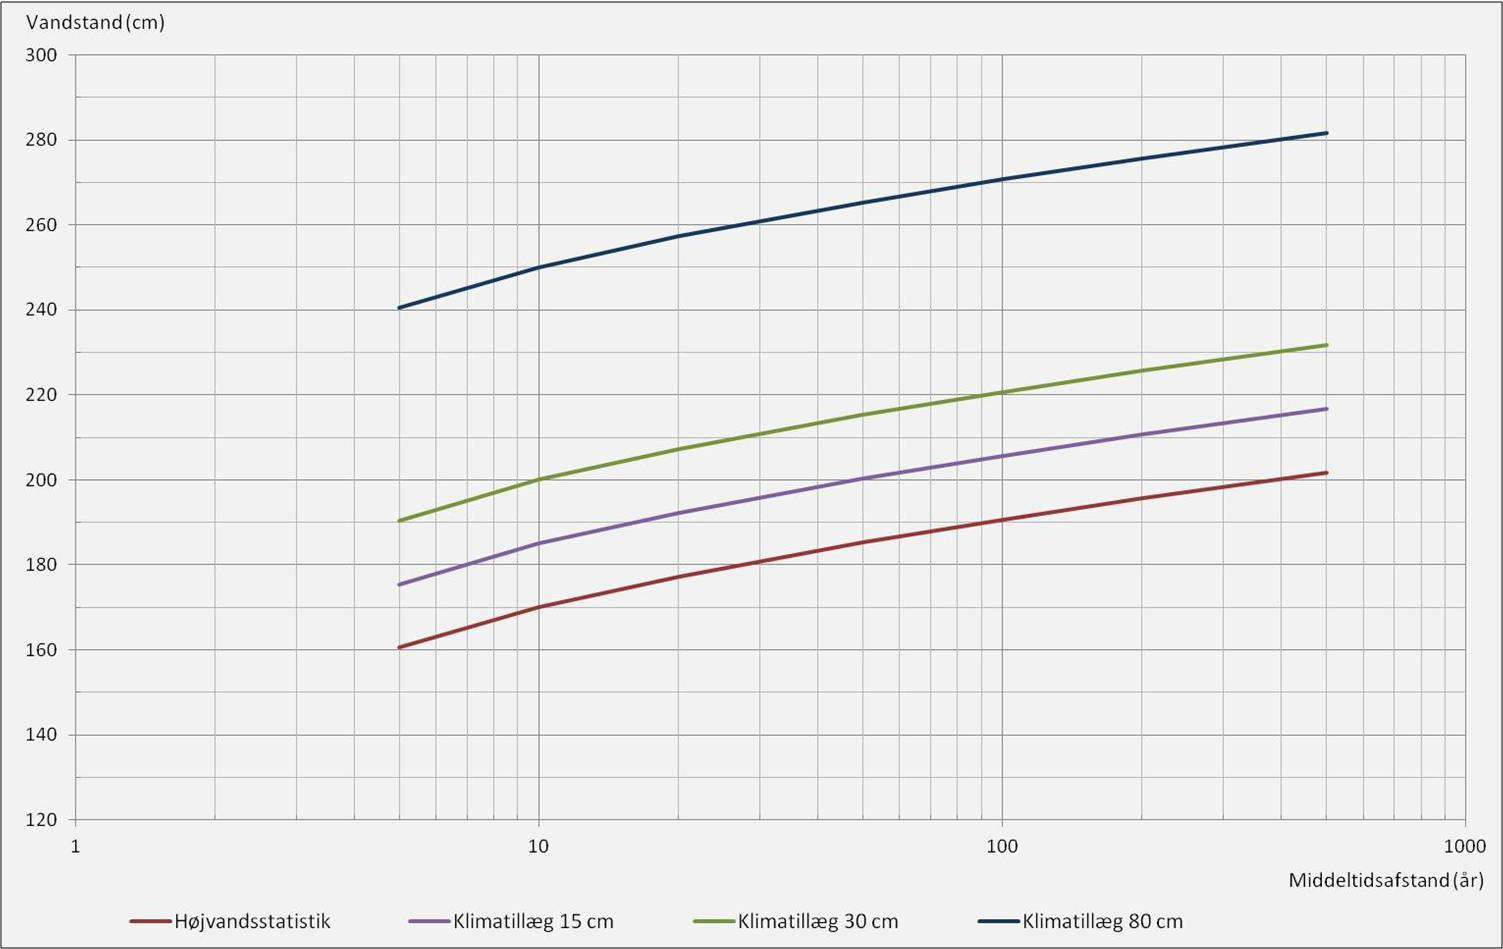 Vandstand (cm)
300
280
260
240
220
200
180
160
140
120
1 10 100 1000
Middeltidsafstand (år)
Højvandsstatistik Klimatillæg 15 cm Klimatillæg 30 cm Klimatillæg 80 cm